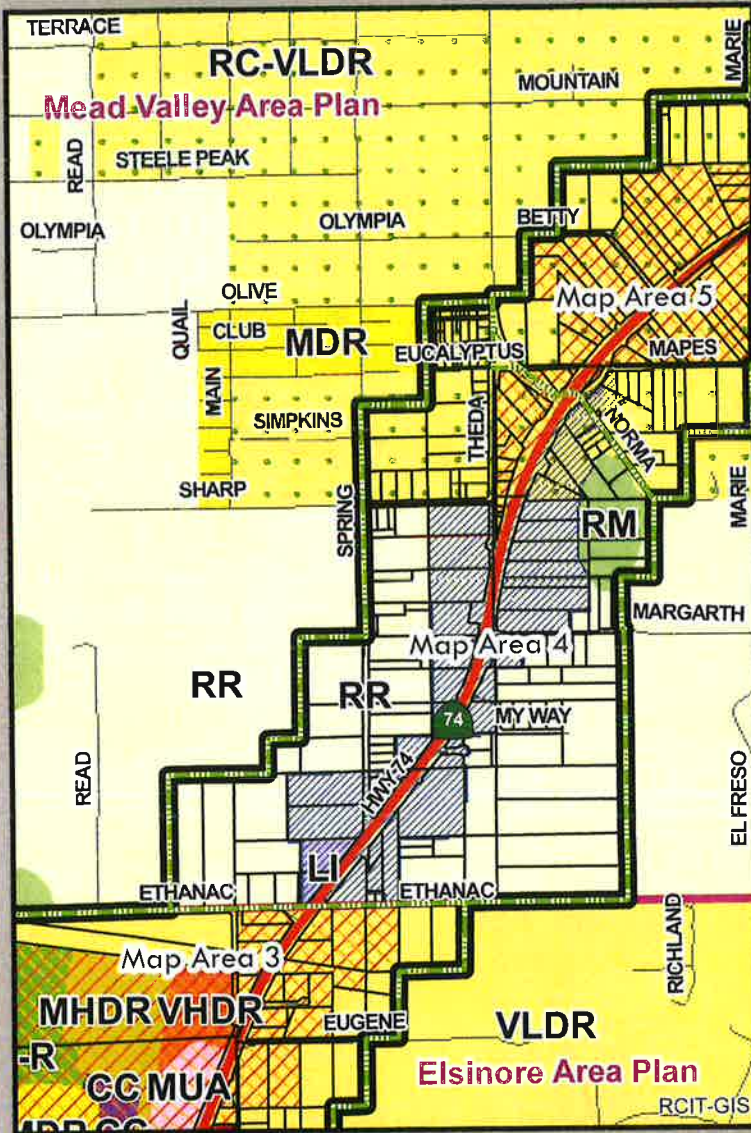 TERRACE
MARIE
RC-VLDR
MOUNTAIN
Mead Valley Area Plan
READ
STEELE PEAK
OLYMPIA
OLYMPIA
BETTY
OLIVE
Map Area 5
QUAIL
CLUB
MDR
EUCALYPTUS
MAPES
MAIN
THEDA
NORMA
SIMPKINS
SHARP
SPRING
RM
MARIE
MARGARTH
Map Area 4
RR
RR
74
MY WAY
READ
HWY-74
EL FRESO
LI
ETHANAC
ETHANAC
RICHLAND
Map Area 3
MHDR
VHDR
EUGENE
VLDR
-R
CC
MUA
Elsinore Area Plan
RCIT-GIS